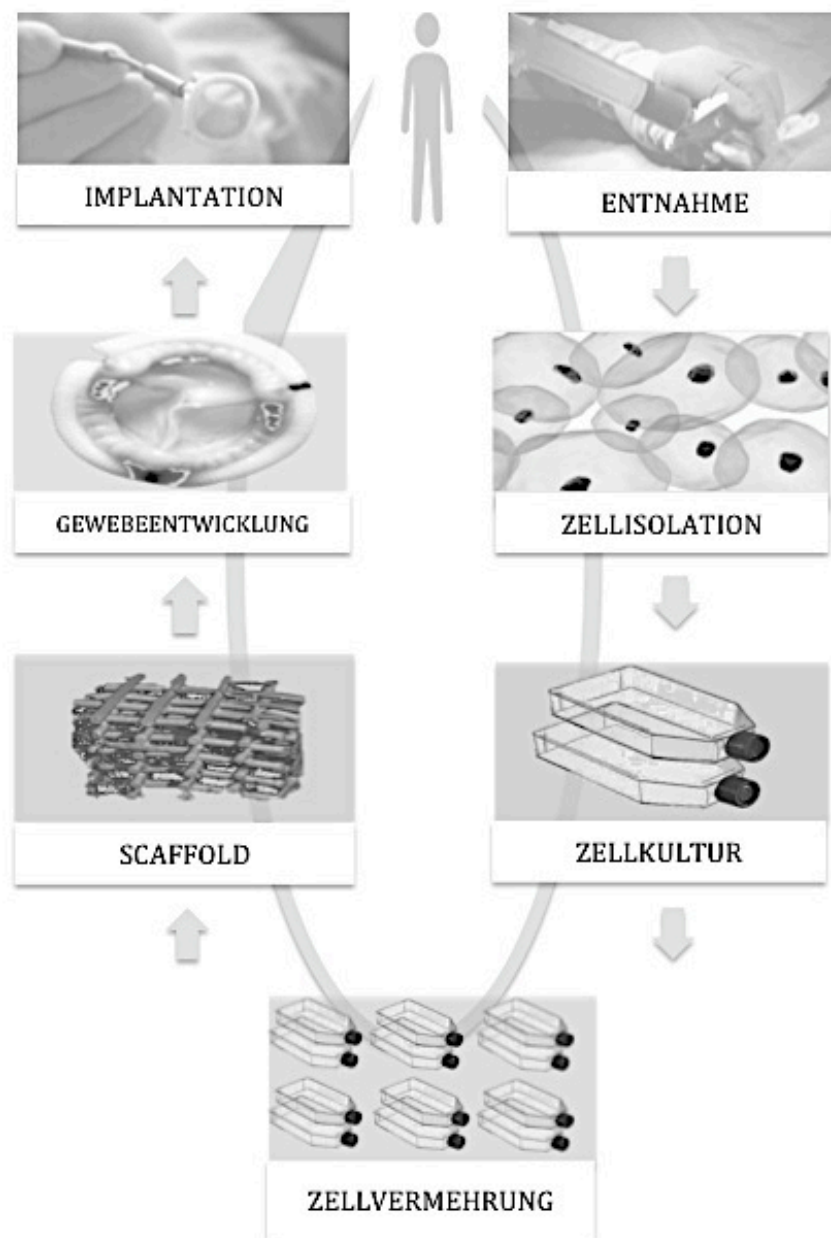 IMPLANTATION
ENTNAHME
GEWEBEENTWICKLUNG
ZELLISOLATION
SCAFFOLD
ZELLKULTUR
ZELLVERMEHRUNG